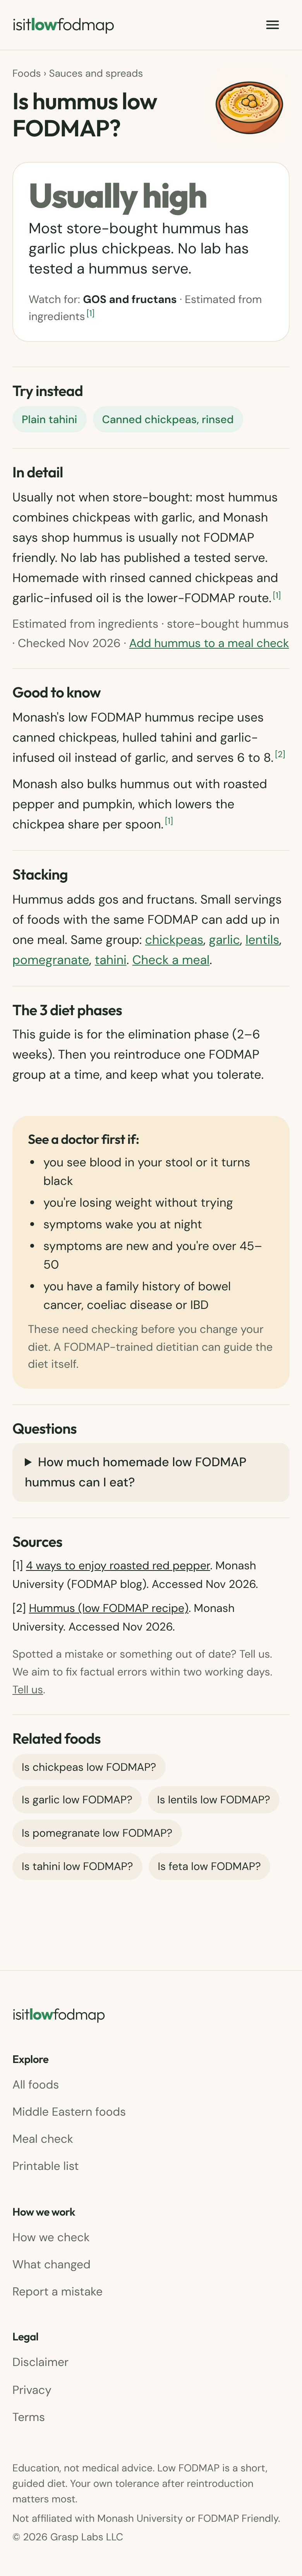 isitlowfodmap
Foods › Sauces and spreads
Is hummus low
FODMAP?
Usually high
Most store-bought hummus has
garlic plus chickpeas. No lab has
tested a hummus serve.
Watch for: GOS and fructans · Estimated from
ingredients [1]
Try instead
Plain tahini
Canned chickpeas, rinsed
In detail
Usually not when store-bought: most hummus
combines chickpeas with garlic, and Monash
says shop hummus is usually not FODMAP
friendly. No lab has published a tested serve.
Homemade with rinsed canned chickpeas and
garlic-infused oil is the lower-FODMAP route. [1]
Estimated from ingredients · store-bought hummus
· Checked Nov 2026 · Add hummus to a meal check
Good to know
Monash's low FODMAP hummus recipe uses
canned chickpeas, hulled tahini and garlic-
infused oil instead of garlic, and serves 6 to 8. [2]
Monash also bulks hummus out with roasted
pepper and pumpkin, which lowers the
chickpea share per spoon. [1]
Stacking
Hummus adds gos and fructans. Small servings
of foods with the same FODMAP can add up in
one meal. Same group: chickpeas, garlic, lentils,
pomegranate, tahini. Check a meal.
The 3 diet phases
This guide is for the elimination phase (2–6
weeks). Then you reintroduce one FODMAP
group at a time, and keep what you tolerate.
See a doctor first if:
• you see blood in your stool or it turns
black
• you're losing weight without trying
• symptoms wake you at night
• symptoms are new and you're over 45–
50
• you have a family history of bowel
cancer, coeliac disease or IBD
These need checking before you change your
diet. A FODMAP-trained dietitian can guide the
diet itself.
Questions
▶ How much homemade low FODMAP
hummus can I eat?
Sources
[1] 4 ways to enjoy roasted red pepper. Monash
University (FODMAP blog). Accessed Nov 2026.
[2] Hummus (low FODMAP recipe). Monash
University. Accessed Nov 2026.
Spotted a mistake or something out of date? Tell us.
We aim to fix factual errors within two working days.
Tell us.
Related foods
Is chickpeas low FODMAP?
Is garlic low FODMAP?
Is lentils low FODMAP?
Is pomegranate low FODMAP?
Is tahini low FODMAP?
Is feta low FODMAP?
isitlowfodmap
Explore
All foods
Middle Eastern foods
Meal check
Printable list
How we work
How we check
What changed
Report a mistake
Legal
Disclaimer
Privacy
Terms
Education, not medical advice. Low FODMAP is a short,
guided diet. Your own tolerance after reintroduction
matters most.
Not affiliated with Monash University or FODMAP Friendly.
© 2026 Grasp Labs LLC